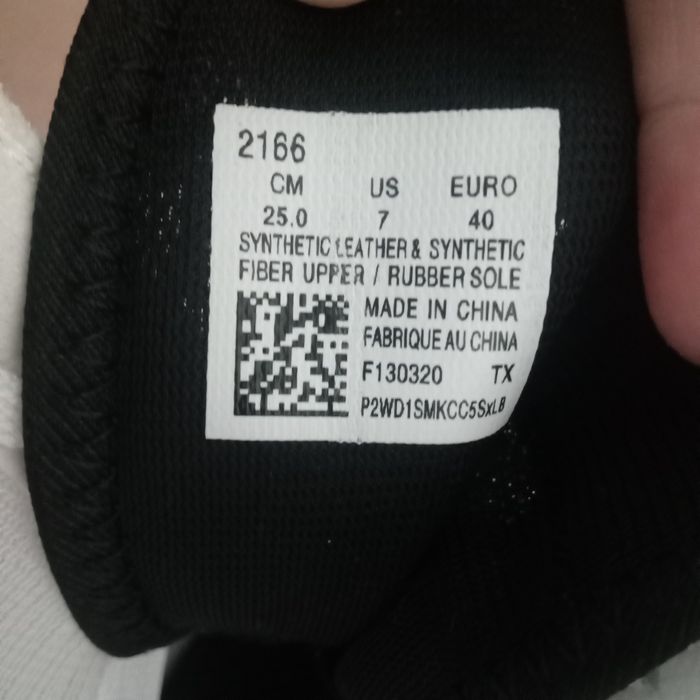 2166
CM US EURO
25.0 7 40
SYNTHETIC LEATHER & SYNTHETIC
FIBER UPPER / RUBBER SOLE
MADE IN CHINA
FABRIQUE AU CHINA
F130320 TX
P2WD1SMKCC5SxLB